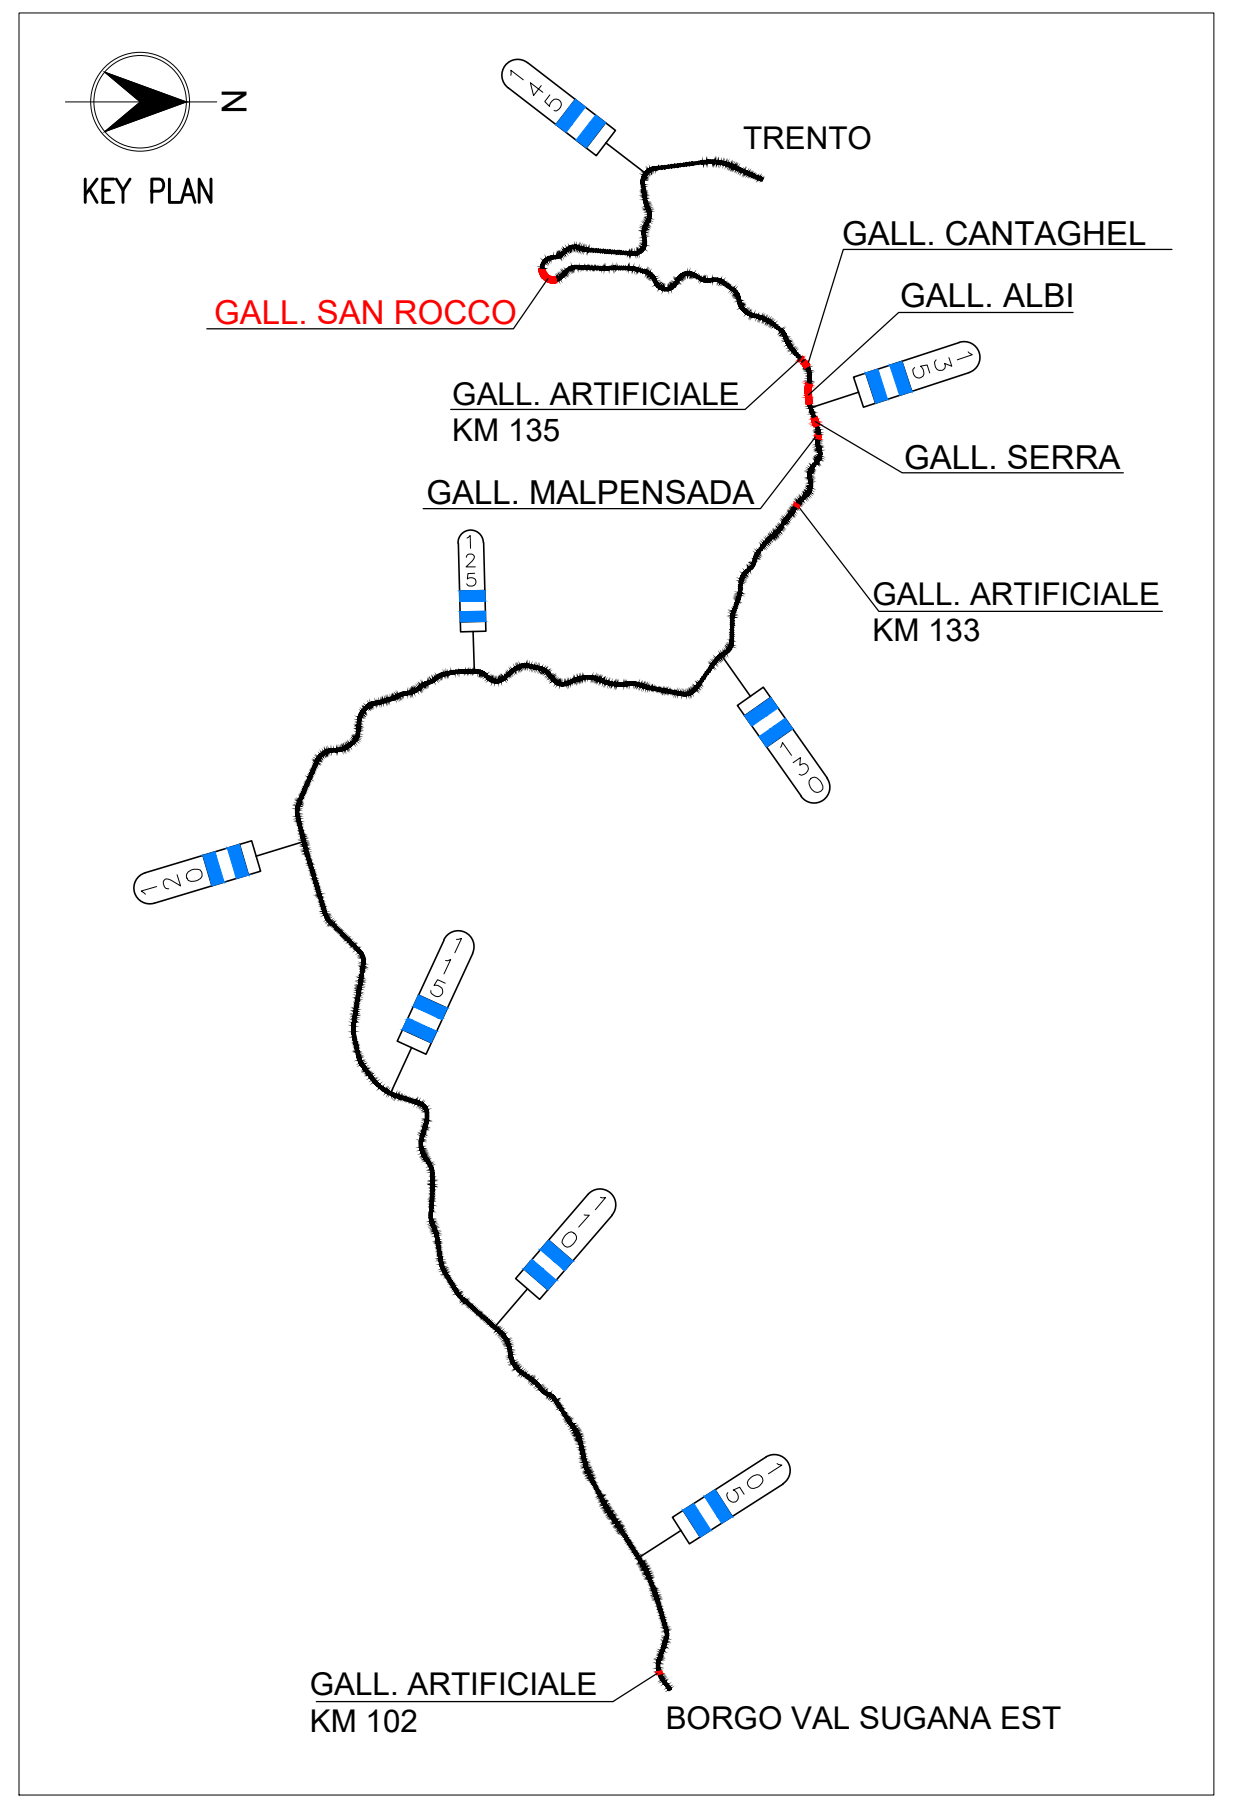 N
KEY PLAN
145
TRENTO
GALL. CANTAGHEL
GALL. ALBI
GALL. SAN ROCCO
135
GALL. ARTIFICIALE
KM 135
GALL. SERRA
GALL. MALPENSADA
125
GALL. ARTIFICIALE
KM 133
130
120
115
110
105
GALL. ARTIFICIALE
KM 102
BORGO VAL SUGANA EST